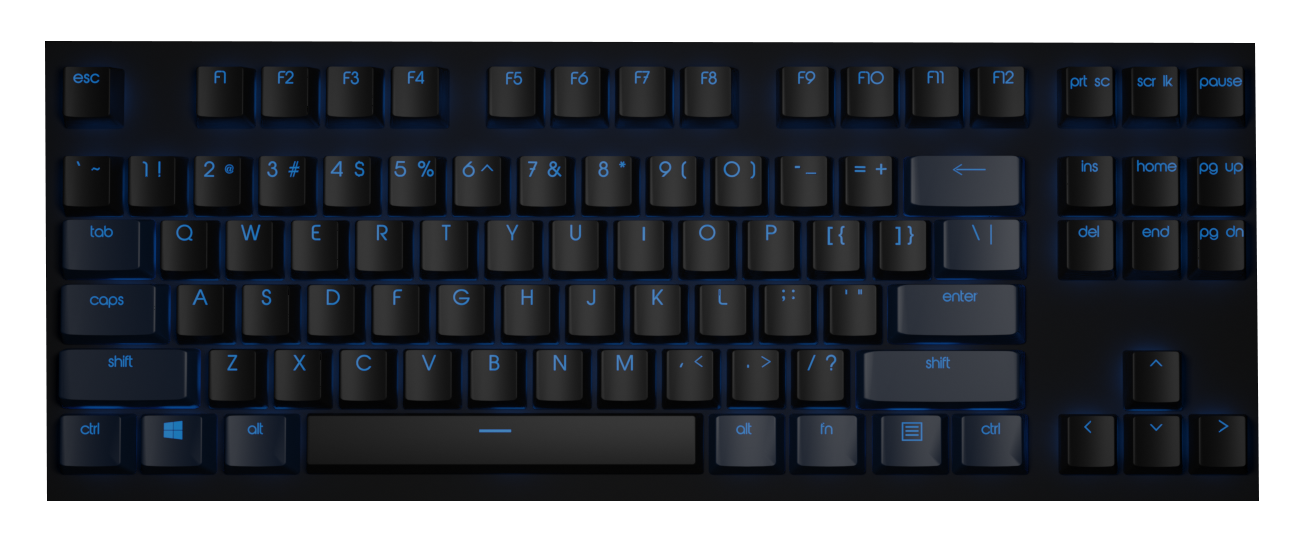 esc F1 F2 F3 F4 F5 F6 F7 F8 F9 F10 F11 F12 prt sc scr lk pause
` ~ 1 ! 2 @ 3 # 4 $ 5 % 6 ^ 7 & 8 * 9 ( 0 ) - _ = + ← ins home pg up
tab Q W E R T Y U I O P [ { ] } \ | del end pg dn
caps A S D F G H J K L ; : ' " enter
shift Z X C V B N M , < . > / ? shift ^
ctrl alt alt fn ctrl < ⌄ >